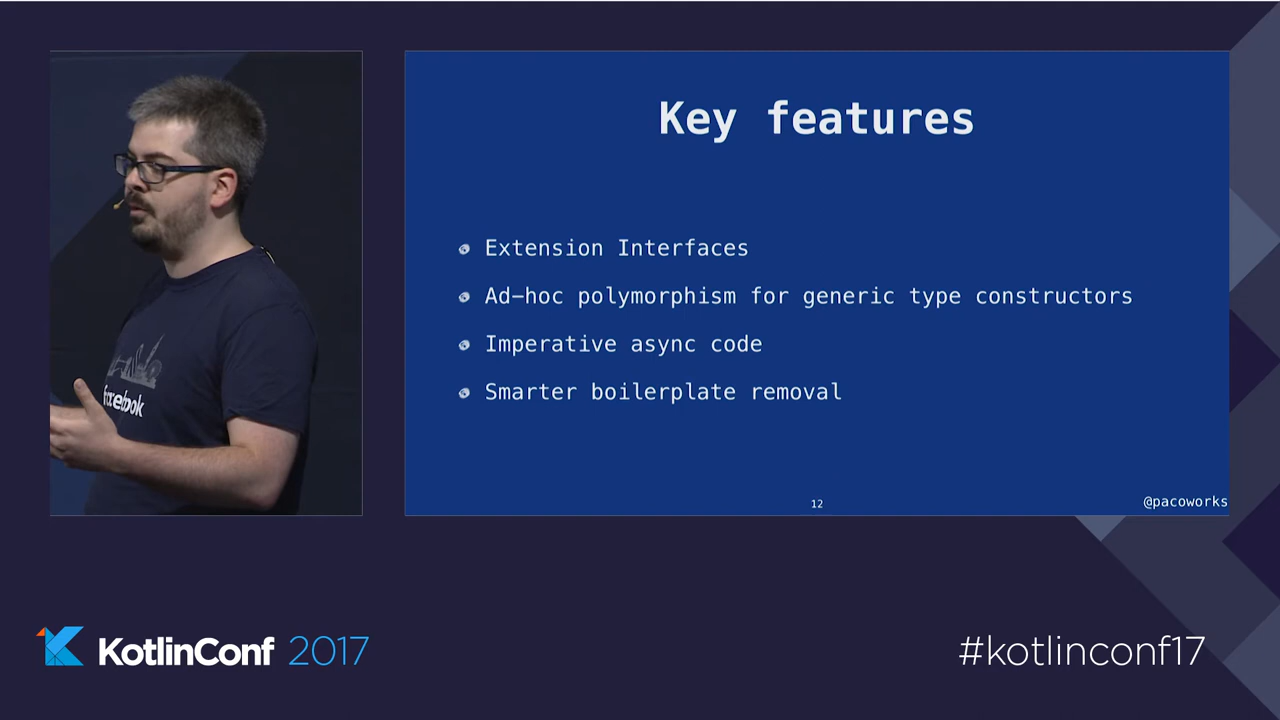 Key features
Extension Interfaces
Ad-hoc polymorphism for generic type constructors
Imperative async code
Smarter boilerplate removal
12
@pacoworks
facebook
KotlinConf 2017
#kotlinconf17